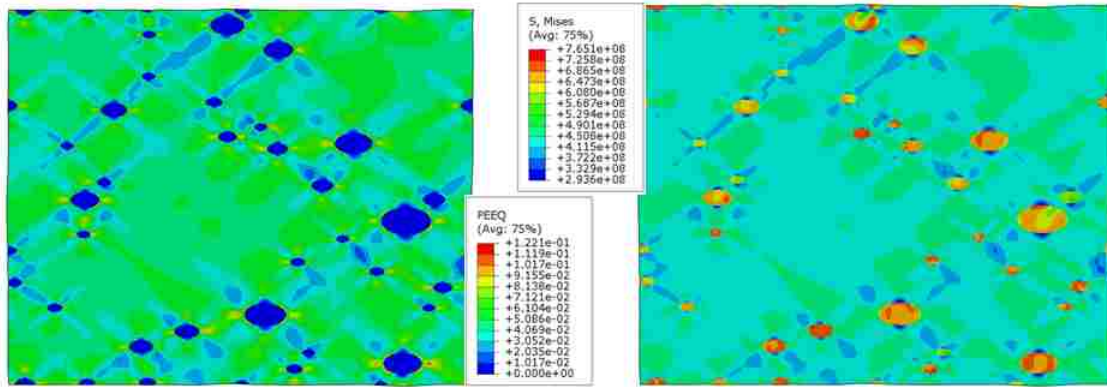 S, Mises
(Avg: 75%)
+7.651e+08
+7.258e+08
+6.865e+08
+6.473e+08
+6.080e+08
+5.687e+08
+5.294e+08
+4.901e+08
+4.508e+08
+4.115e+08
+3.722e+08
+3.329e+08
+2.936e+08
PEEQ
(Avg: 75%)
+1.221e-01
+1.119e-01
+1.017e-01
+9.155e-02
+8.138e-02
+7.121e-02
+6.104e-02
+5.086e-02
+4.069e-02
+3.052e-02
+2.035e-02
+1.017e-02
+0.000e+00